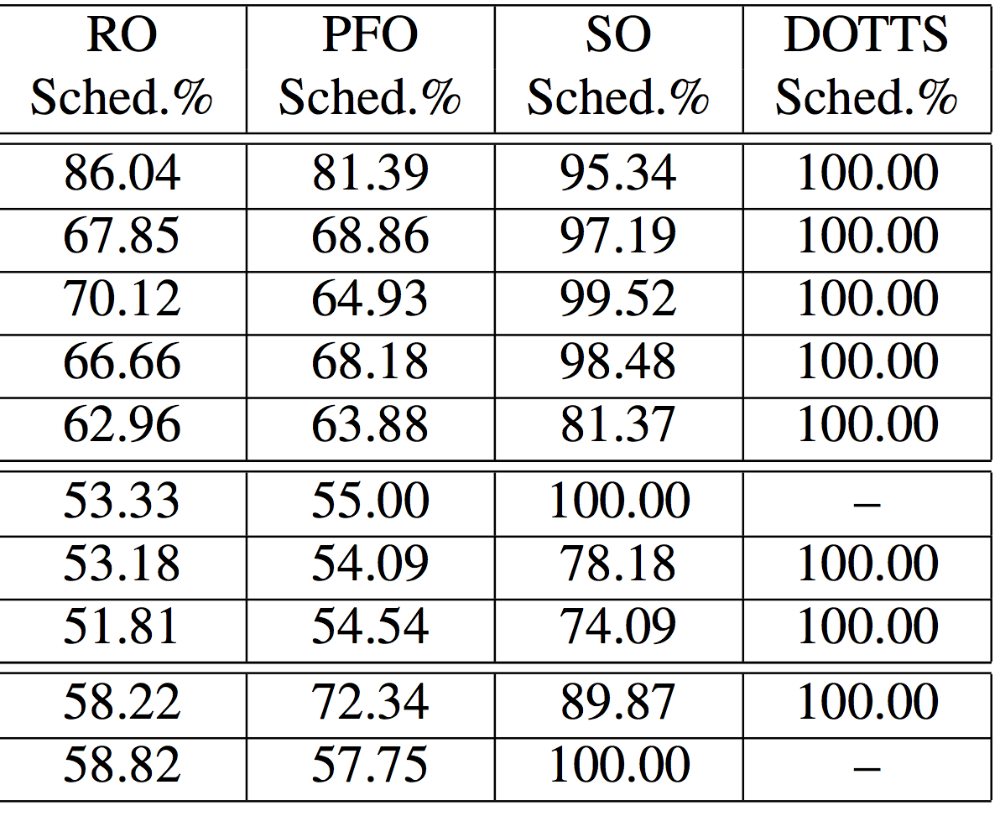 RO PFO SO DOTTS
Sched.% Sched.% Sched.% Sched.%
86.04 81.39 95.34 100.00
67.85 68.86 97.19 100.00
70.12 64.93 99.52 100.00
66.66 68.18 98.48 100.00
62.96 63.88 81.37 100.00
53.33 55.00 100.00 –
53.18 54.09 78.18 100.00
51.81 54.54 74.09 100.00
58.22 72.34 89.87 100.00
58.82 57.75 100.00 –